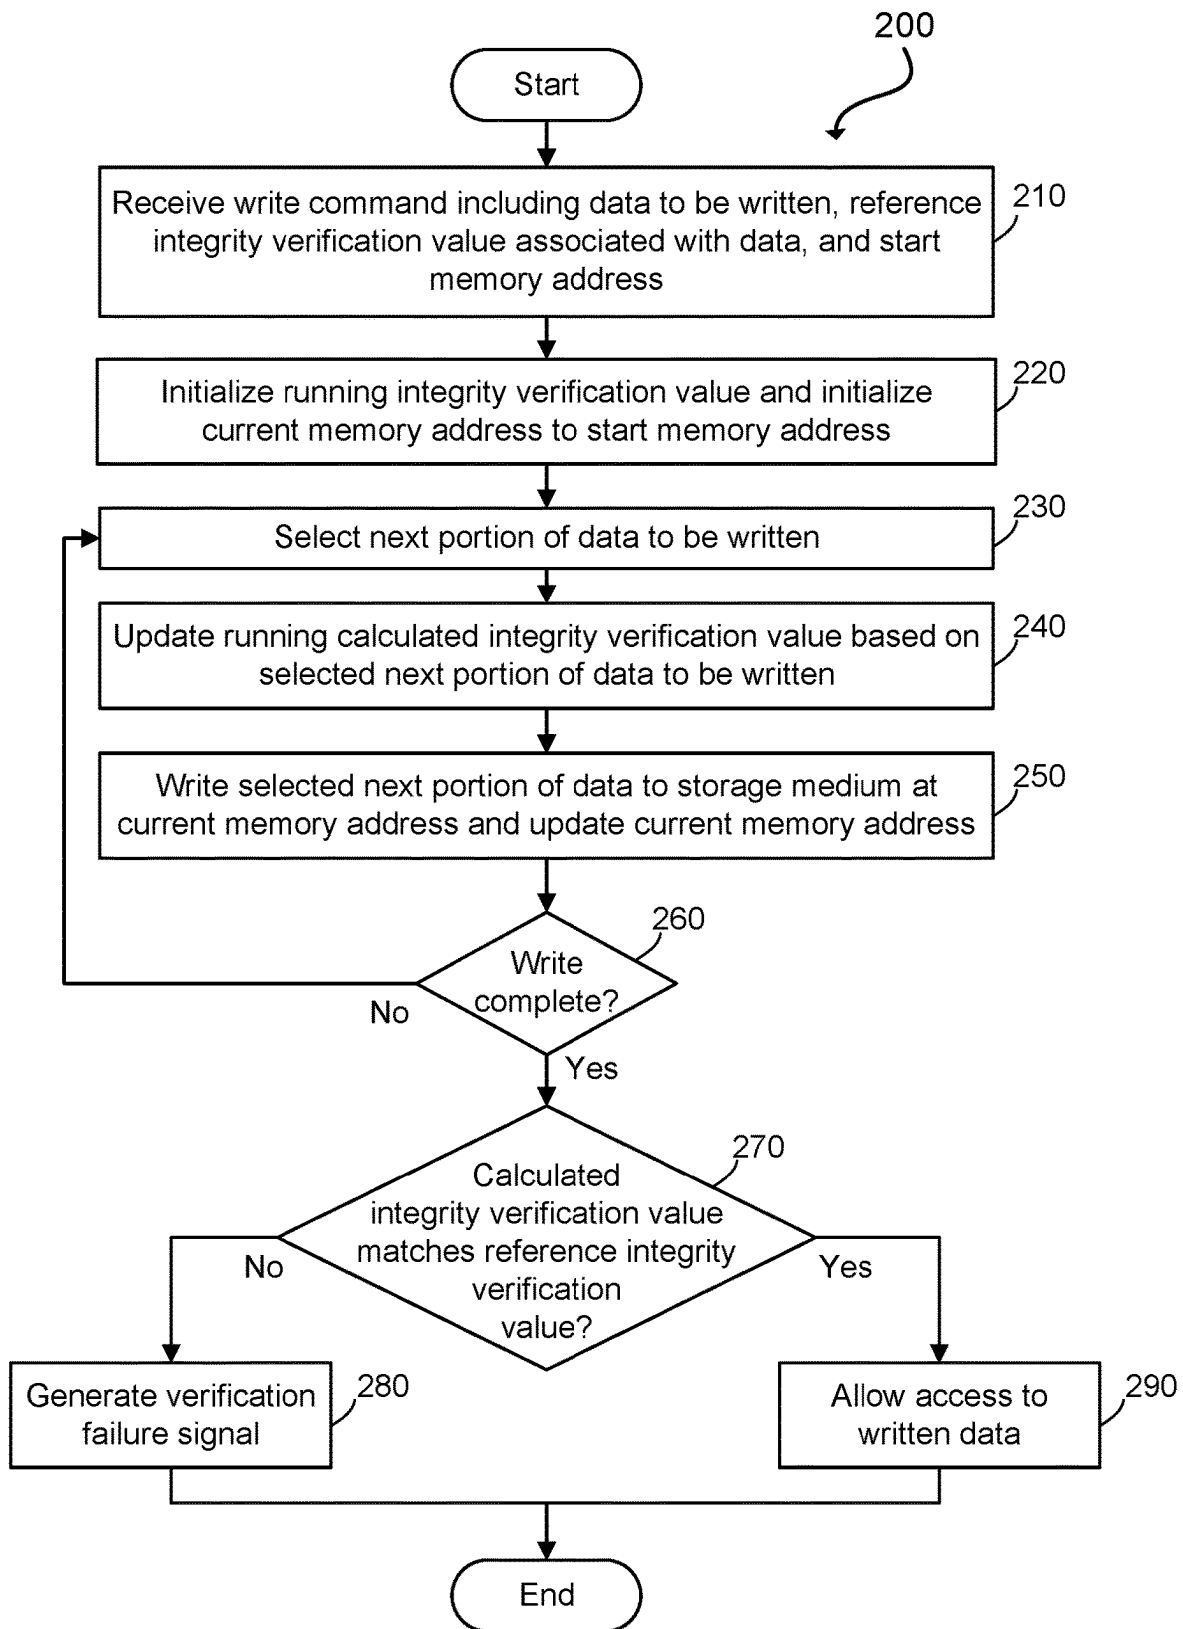 200
Start
Receive write command including data to be written, reference
integrity verification value associated with data, and start
memory address
210
Initialize running integrity verification value and initialize
current memory address to start memory address
220
Select next portion of data to be written
230
Update running calculated integrity verification value based on
selected next portion of data to be written
240
Write selected next portion of data to storage medium at
current memory address and update current memory address
250
Write
complete?
260
No
Yes
Calculated
integrity verification value
matches reference integrity
verification
value?
270
No
Yes
Generate verification
failure signal
280
Allow access to
written data
290
End